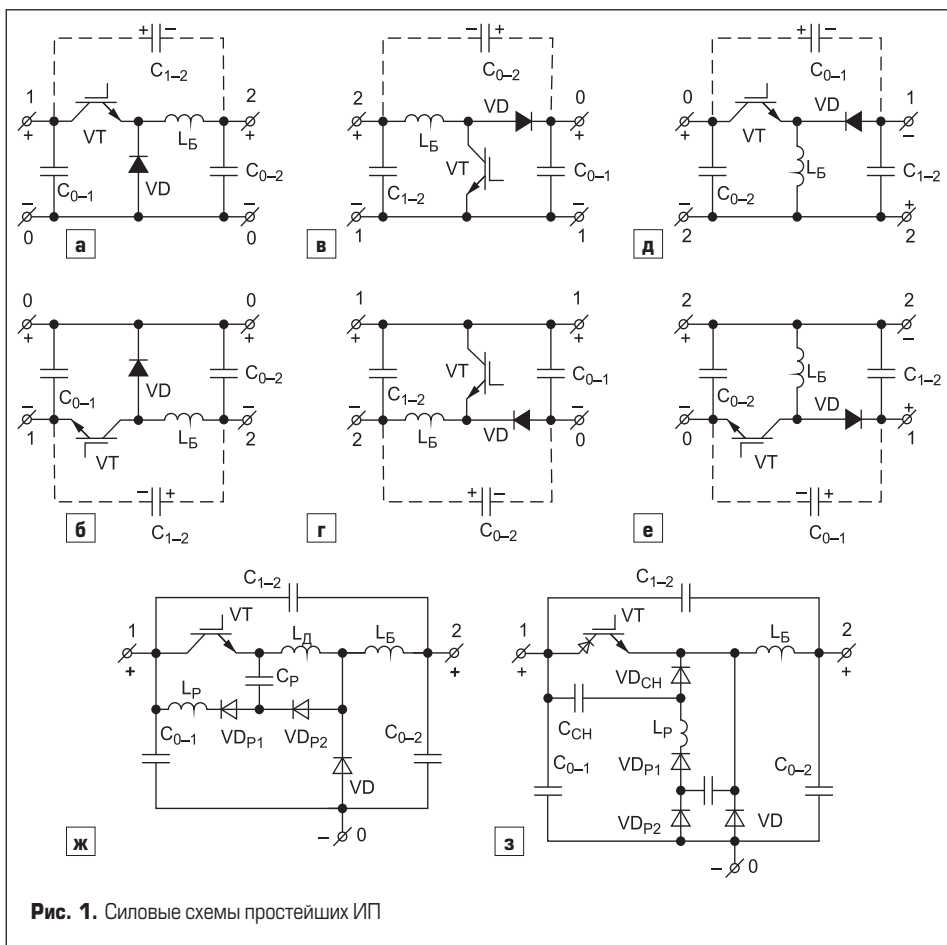 + − C1–2
1 + VT LБ 2 +
C0–1 VD C0–2
− 0 − 0
а
− + C0–2
2 + LБ VD 0 +
C1–2 VT C0–1
− 1 − 1
в
+ − C0–1
0 + VT VD 1 −
C0–2 LБ C1–2
− 2 + 2
д
0 + 0 +
C0–1 VD C0–2
− 1 VT LБ − 2
− + C1–2
б
1 + 1 +
C1–2 VT C0–1
− 2 LБ VD − 0
+ − C0–2
г
2 + 2 −
C0–2 LБ C1–2
− 0 VT VD + 1
− + C0–1
е
C1–2
1 + VT LД LБ 2 +
CР
LР VDР1 VDР2
C0–1 VD C0–2
− 0
ж
C1–2
1 + VT LБ 2 +
VDСН
CСН
LР
C0–1 VDР1 C0–2
VDР2 VD
− 0
з
Рис. 1. Силовые схемы простейших ИП